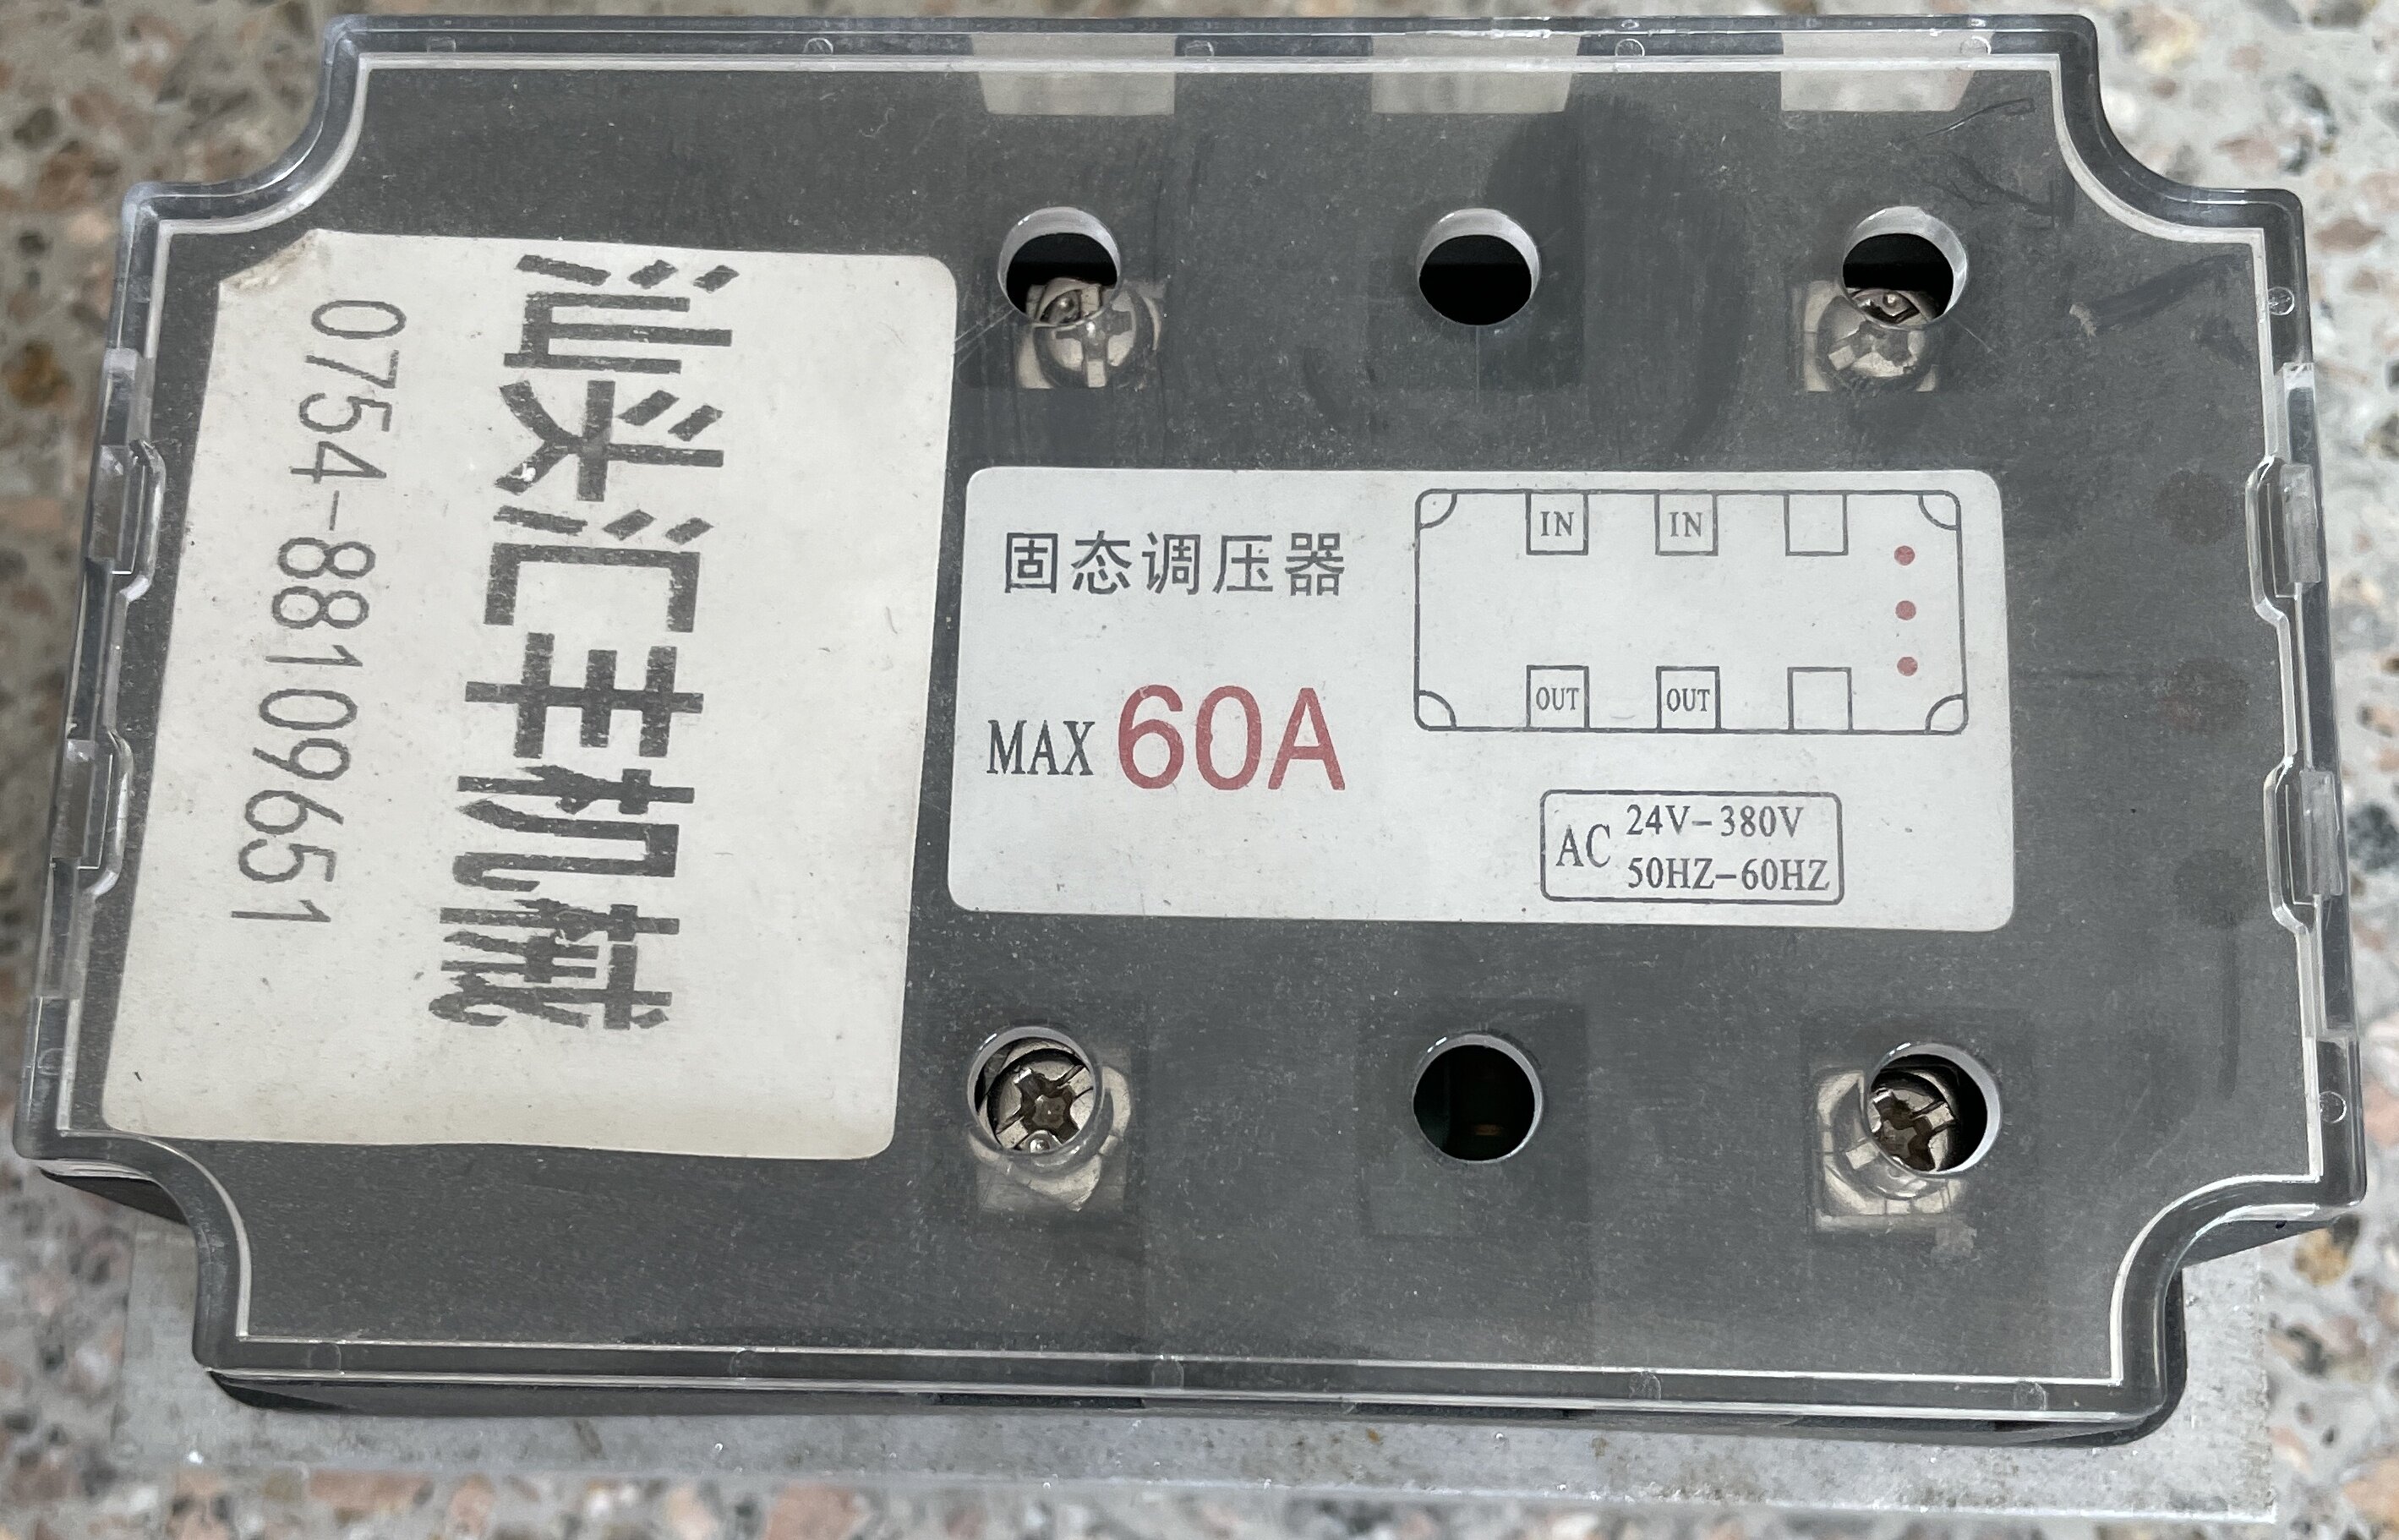 汕头汇丰机械
0754-88109651
固态调压器
MAX 60A
IN IN
OUT OUT
AC 24V-380V
50HZ-60HZ